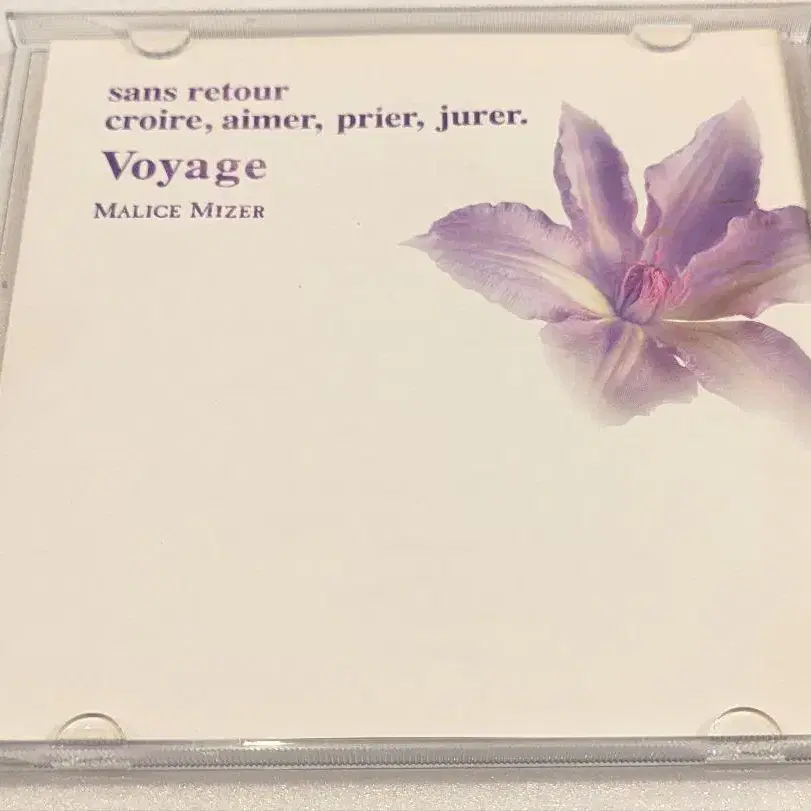 sans retour
croire, aimer, prier, jurer.
Voyage
MALICE MIZER